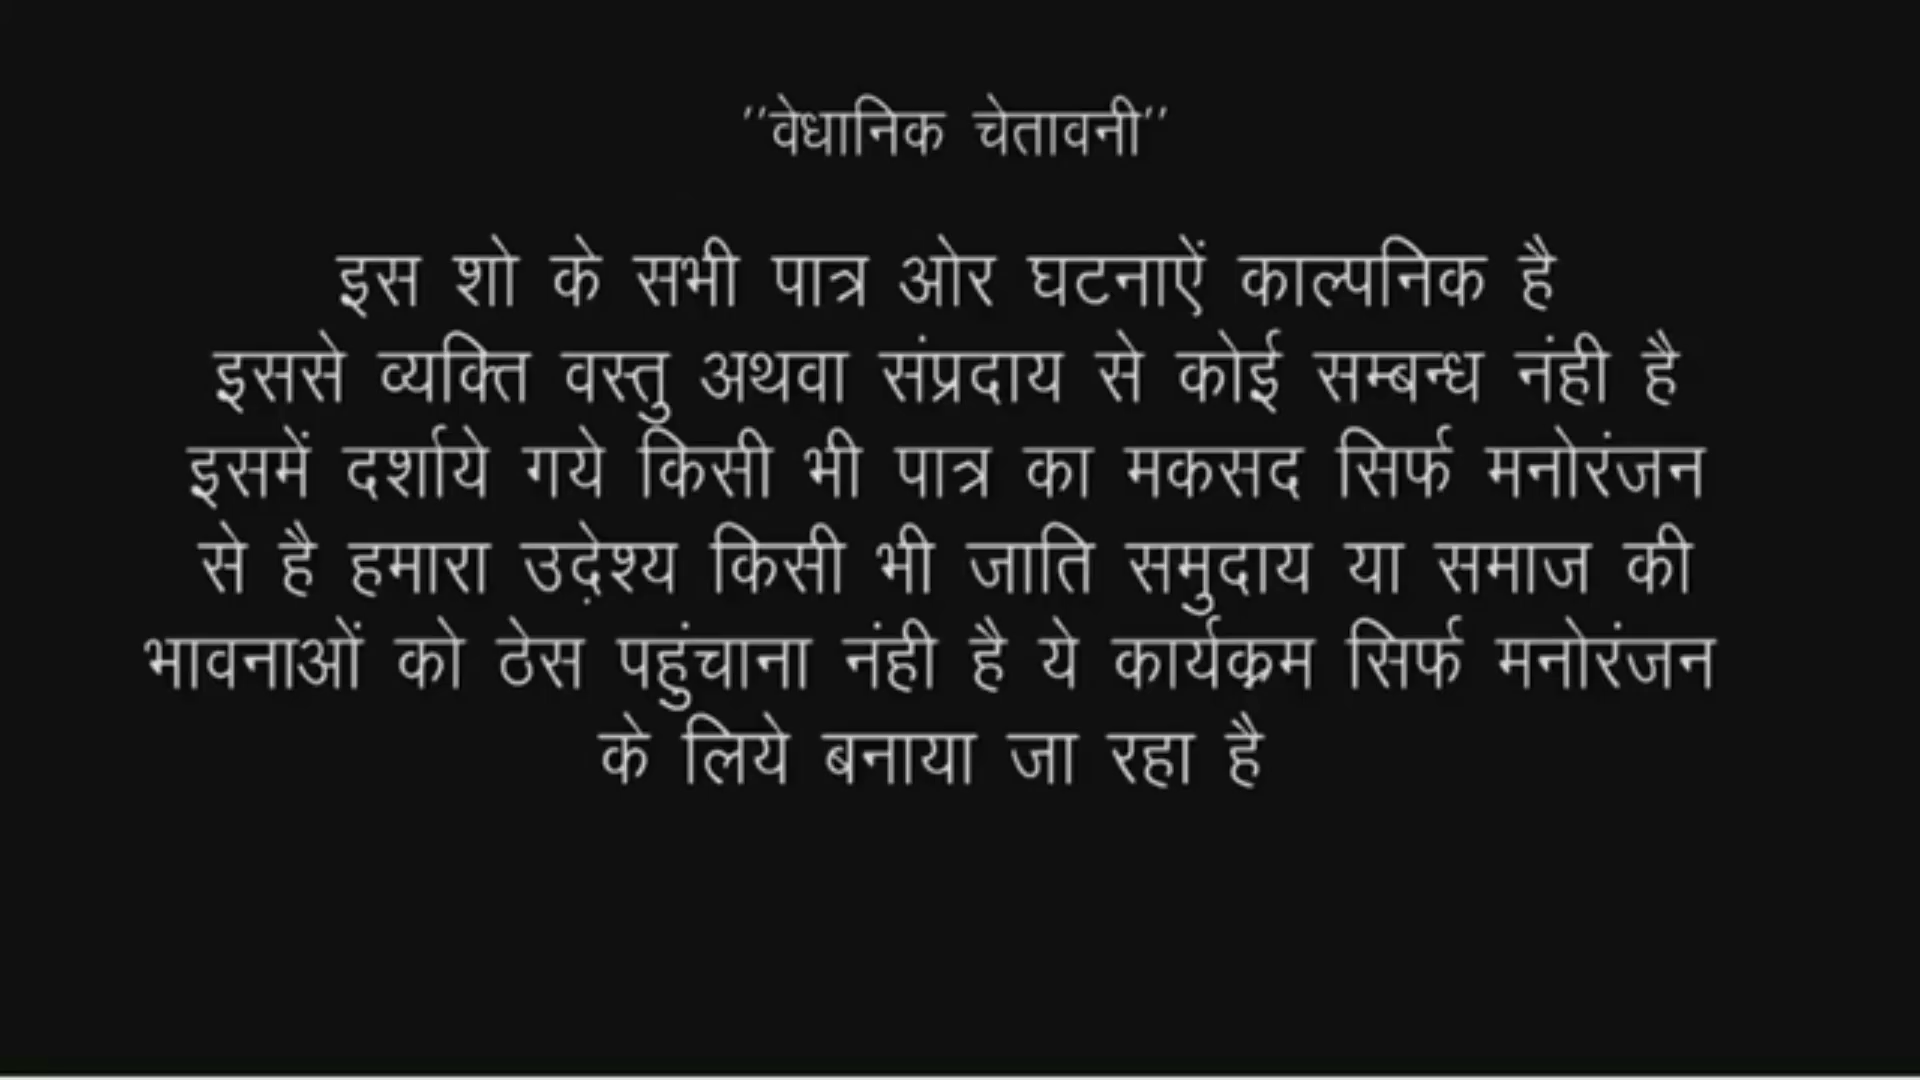 ''वेधानिक चेतावनी''
इस शो के सभी पात्र ओर घटनाऐं काल्पनिक है
इससे व्यक्ति वस्तु अथवा संप्रदाय से कोई सम्बन्ध नंही है
इसमें दर्शाये गये किसी भी पात्र का मकसद सिर्फ मनोरंजन
से है हमारा उदे़श्य किसी भी जाति समुदाय या समाज की
भावनाओं को ठेस पहुंचाना नंही है ये कार्यक्रम सिर्फ मनोरंजन
के लिये बनाया जा रहा है